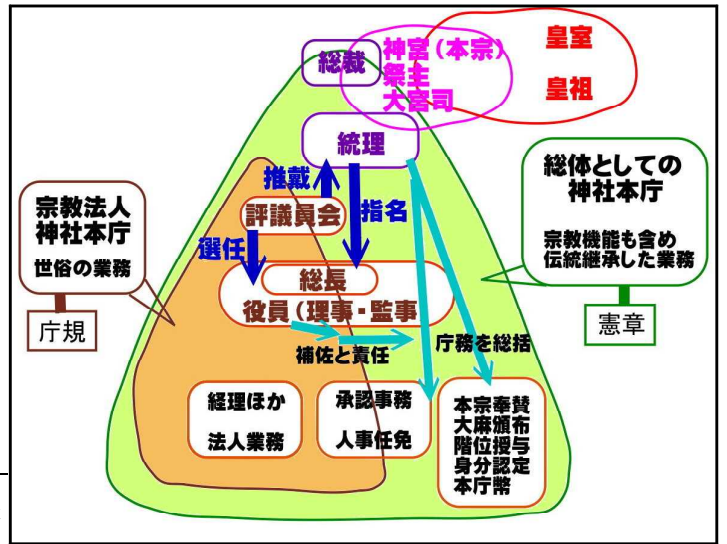 総裁
神宮（本宗）
祭主
大宮司
皇室
皇祖
統理
推戴
指名
評議員会
選任
総長
役員（理事・監事
補佐と責任
庁務を総括
宗教法人
神社本庁
世俗の業務
庁規
総体としての
神社本庁
宗教機能も含め
伝統継承した業務
憲章
経理ほか
法人業務
承認事務
人事任免
本宗奉賛
大麻頒布
階位授与
身分認定
本庁幣